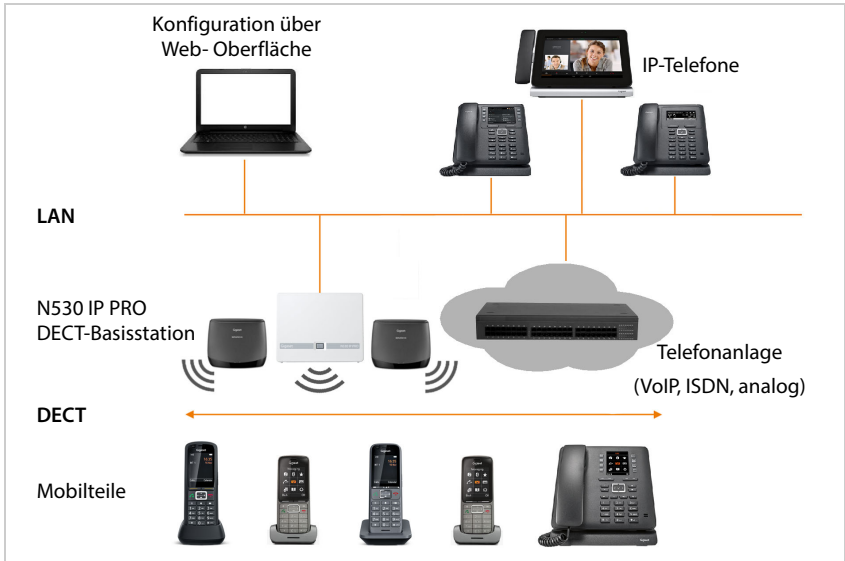 Konfiguration über
Web- Oberfläche
IP-Telefone
LAN
N530 IP PRO
DECT-Basisstation
Telefonanlage
(VoIP, ISDN, analog)
DECT
Mobilteile